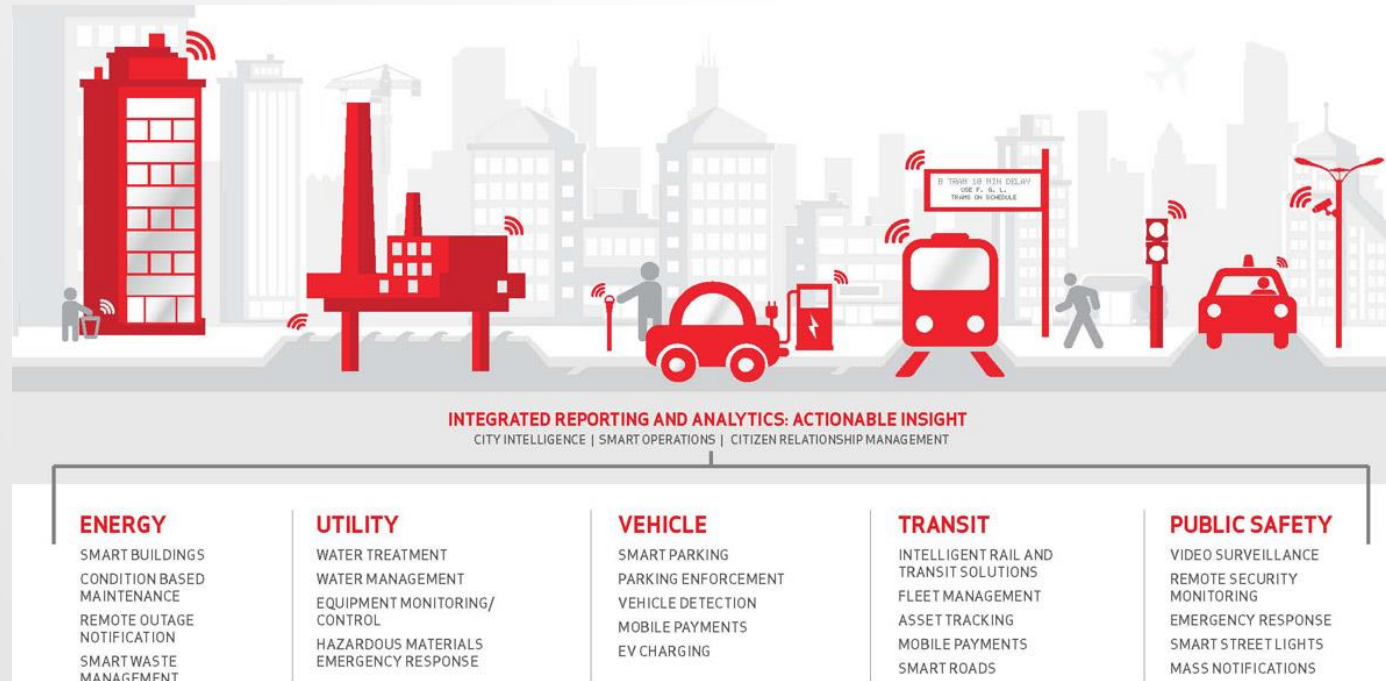 B TRAM 10 MIN DELAY
USE F, G, L,
TRAMS ON SCHEDULE
INTEGRATED REPORTING AND ANALYTICS: ACTIONABLE INSIGHT
CITY INTELLIGENCE | SMART OPERATIONS | CITIZEN RELATIONSHIP MANAGEMENT
ENERGY
SMART BUILDINGS
CONDITION BASED
MAINTENANCE
REMOTE OUTAGE
NOTIFICATION
SMART WASTE
MANAGEMENT
UTILITY
WATER TREATMENT
WATER MANAGEMENT
EQUIPMENT MONITORING/
CONTROL
HAZARDOUS MATERIALS
EMERGENCY RESPONSE
VEHICLE
SMART PARKING
PARKING ENFORCEMENT
VEHICLE DETECTION
MOBILE PAYMENTS
EV CHARGING
TRANSIT
INTELLIGENT RAIL AND
TRANSIT SOLUTIONS
FLEET MANAGEMENT
ASSET TRACKING
MOBILE PAYMENTS
SMART ROADS
PUBLIC SAFETY
VIDEO SURVEILLANCE
REMOTE SECURITY
MONITORING
EMERGENCY RESPONSE
SMART STREET LIGHTS
MASS NOTIFICATIONS